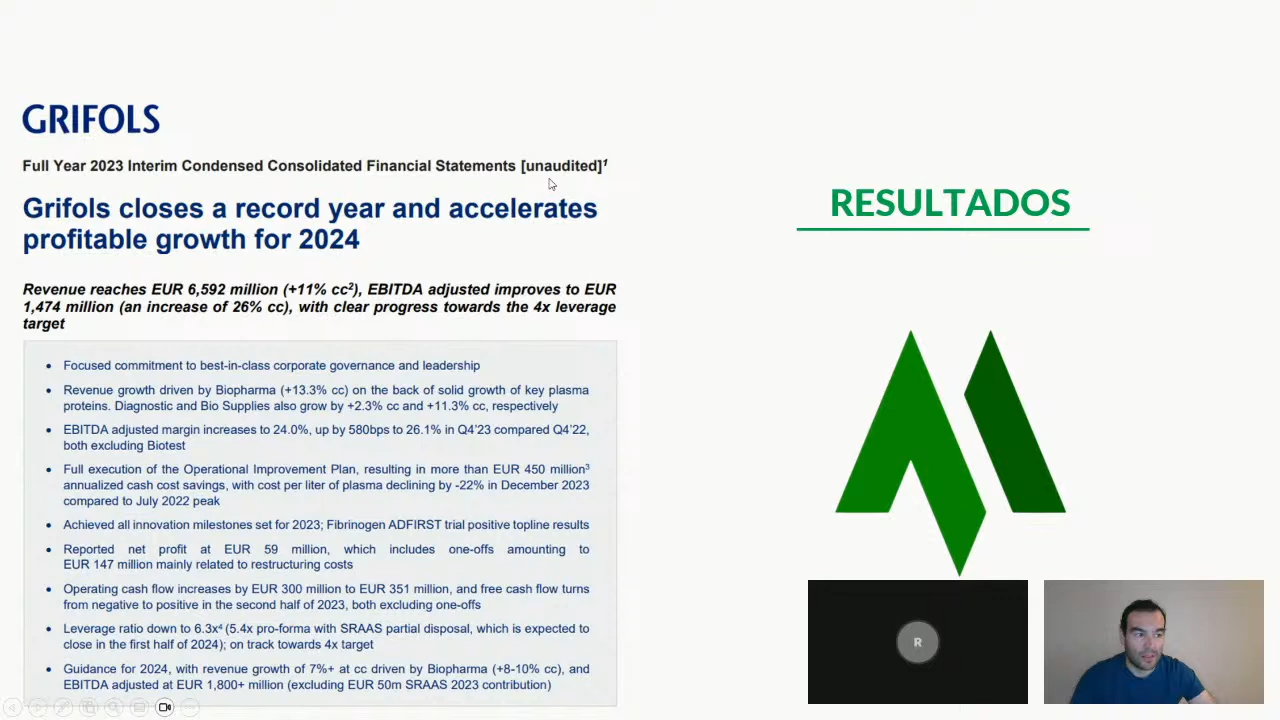 GRIFOLS
Full Year 2023 Interim Condensed Consolidated Financial Statements [unaudited]¹
Grifols closes a record year and accelerates
profitable growth for 2024
Revenue reaches EUR 6,592 million (+11% cc²), EBITDA adjusted improves to EUR
1,474 million (an increase of 26% cc), with clear progress towards the 4x leverage
target
• Focused commitment to best-in-class corporate governance and leadership
• Revenue growth driven by Biopharma (+13.3% cc) on the back of solid growth of key plasma
proteins. Diagnostic and Bio Supplies also grow by +2.3% cc and +11.3% cc, respectively
• EBITDA adjusted margin increases to 24.0%, up by 580bps to 26.1% in Q4'23 compared Q4'22,
both excluding Biotest
• Full execution of the Operational Improvement Plan, resulting in more than EUR 450 million³
annualized cash cost savings, with cost per liter of plasma declining by -22% in December 2023
compared to July 2022 peak
• Achieved all innovation milestones set for 2023; Fibrinogen ADFIRST trial positive topline results
• Reported net profit at EUR 59 million, which includes one-offs amounting to
EUR 147 million mainly related to restructuring costs
• Operating cash flow increases by EUR 300 million to EUR 351 million, and free cash flow turns
from negative to positive in the second half of 2023, both excluding one-offs
• Leverage ratio down to 6.3x⁴ (5.4x pro-forma with SRAAS partial disposal, which is expected to
close in the first half of 2024); on track towards 4x target
• Guidance for 2024, with revenue growth of 7%+ at cc driven by Biopharma (+8-10% cc), and
EBITDA adjusted at EUR 1,800+ million (excluding EUR 50m SRAAS 2023 contribution)
RESULTADOS
R